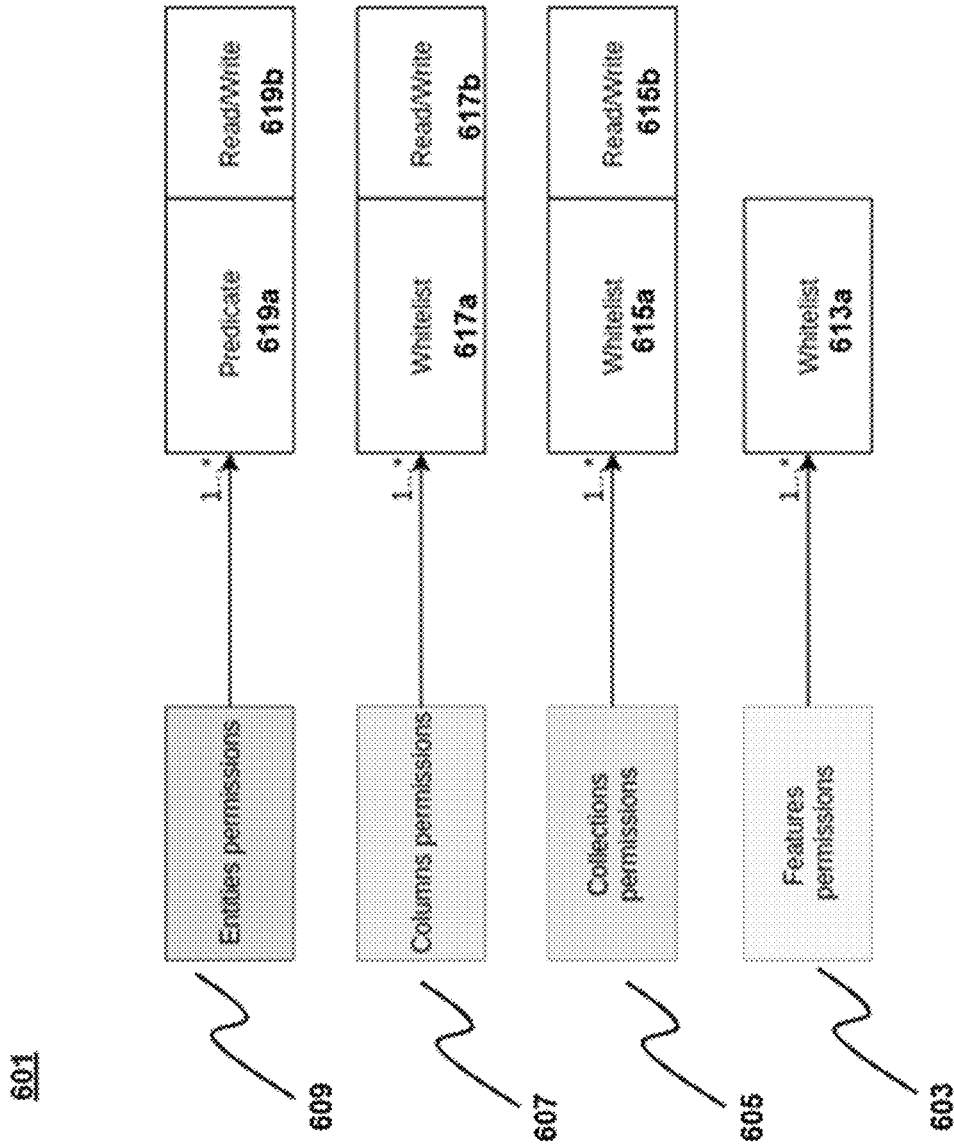 601
Entities permissions
1..*
Predicate
619a
Read/Write
619b
609
Columns permissions
1..*
Whitelist
617a
Read/Write
617b
607
Collections
permissions
1..*
Whitelist
615a
Read/Write
615b
605
Features
permissions
1..*
Whitelist
613a
603